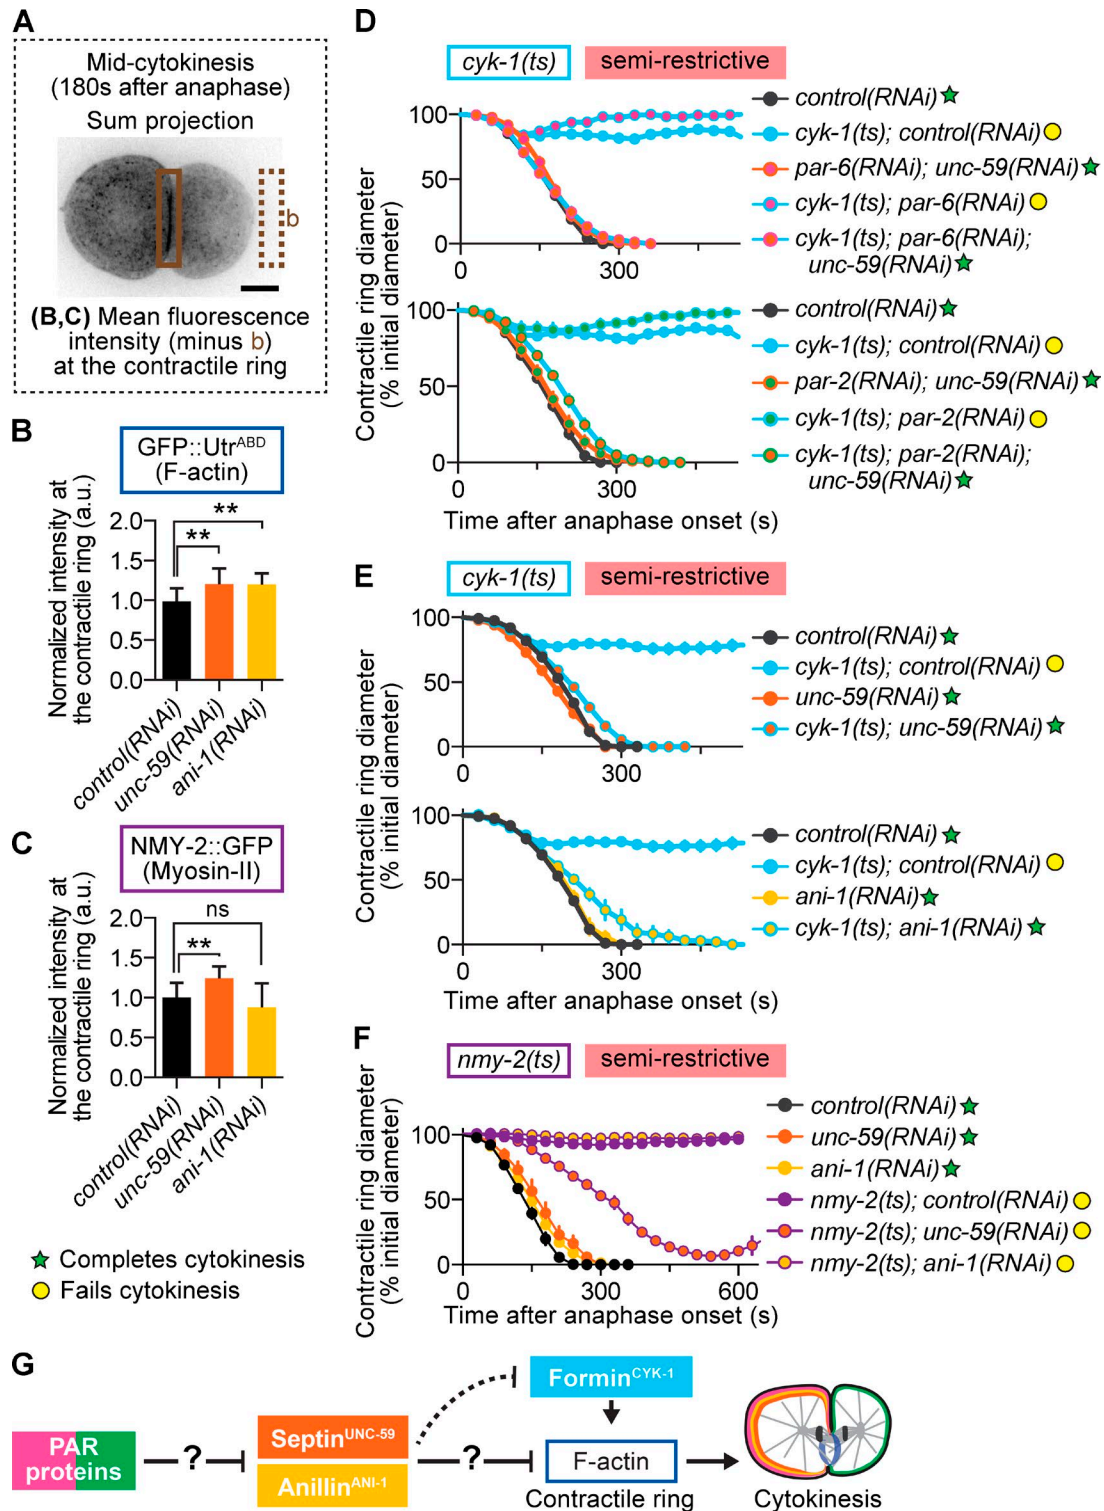 A
Mid-cytokinesis
(180s after anaphase)
Sum projection
b
(B,C) Mean fluorescence
intensity (minus b)
at the contractile ring
B
GFP::Utr^ABD
(F-actin)
Normalized intensity at
the contractile ring (a.u.)
2.0
1.5
1.0
0.5
0.0
**
**
control(RNAi)
unc-59(RNAi)
ani-1(RNAi)
C
NMY-2::GFP
(Myosin-II)
Normalized intensity at
the contractile ring (a.u.)
2.0
1.5
1.0
0.5
0.0
ns
**
control(RNAi)
unc-59(RNAi)
ani-1(RNAi)
Completes cytokinesis
Fails cytokinesis
D
cyk-1(ts)
semi-restrictive
Contractile ring diameter
(% initial diameter)
100
50
0
0
300
control(RNAi)
cyk-1(ts); control(RNAi)
par-6(RNAi); unc-59(RNAi)
cyk-1(ts); par-6(RNAi)
cyk-1(ts); par-6(RNAi);
unc-59(RNAi)
100
50
0
0
300
Time after anaphase onset (s)
control(RNAi)
cyk-1(ts); control(RNAi)
par-2(RNAi); unc-59(RNAi)
cyk-1(ts); par-2(RNAi)
cyk-1(ts); par-2(RNAi);
unc-59(RNAi)
E
cyk-1(ts)
semi-restrictive
Contractile ring diameter
(% initial diameter)
100
50
0
0
300
control(RNAi)
cyk-1(ts); control(RNAi)
unc-59(RNAi)
cyk-1(ts); unc-59(RNAi)
100
50
0
0
300
Time after anaphase onset (s)
control(RNAi)
cyk-1(ts); control(RNAi)
ani-1(RNAi)
cyk-1(ts); ani-1(RNAi)
F
nmy-2(ts)
semi-restrictive
Contractile ring diameter
(% initial diameter)
100
50
0
0
300
600
Time after anaphase onset (s)
control(RNAi)
unc-59(RNAi)
ani-1(RNAi)
nmy-2(ts); control(RNAi)
nmy-2(ts); unc-59(RNAi)
nmy-2(ts); ani-1(RNAi)
G
PAR
proteins
?
Septin^UNC-59
Anillin^ANI-1
?
Formin^CYK-1
F-actin
Contractile ring
Cytokinesis